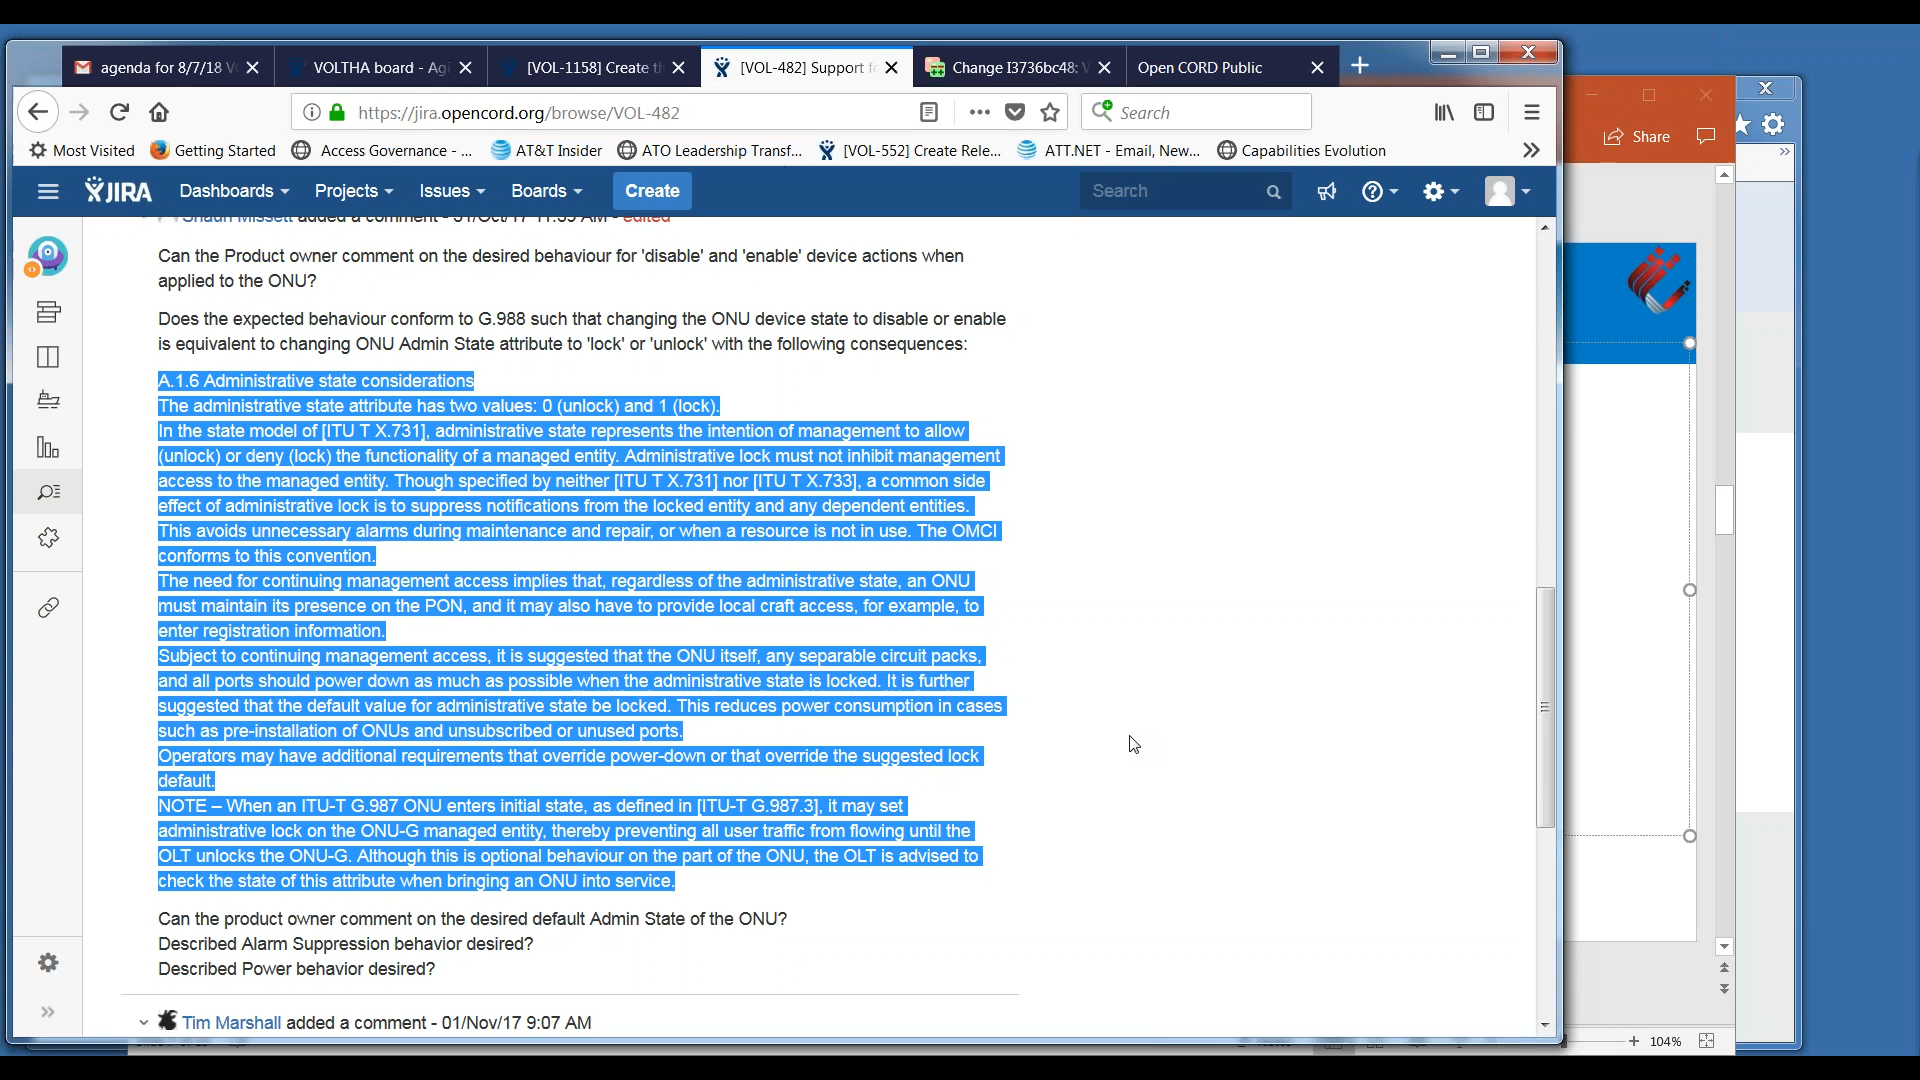 agenda for 8/7/18 V
VOLTHA board - Agi
[VOL-1158] Create th
[VOL-482] Support fo
Change I3736bc48: V
Open CORD Public
https://jira.opencord.org/browse/VOL-482
Search
Share
Most Visited
Getting Started
Access Governance - ...
AT&T Insider
ATO Leadership Transf...
[VOL-552] Create Rele...
ATT.NET - Email, New...
Capabilities Evolution
JIRA
Dashboards
Projects
Issues
Boards
Create
Search
Shaun Missett added a comment - 31/Oct/17 11:39 AM - edited
Can the Product owner comment on the desired behaviour for 'disable' and 'enable' device actions when
applied to the ONU?
Does the expected behaviour conform to G.988 such that changing the ONU device state to disable or enable
is equivalent to changing ONU Admin State attribute to 'lock' or 'unlock' with the following consequences:
A.1.6 Administrative state considerations
The administrative state attribute has two values: 0 (unlock) and 1 (lock).
In the state model of [ITU T X.731], administrative state represents the intention of management to allow
(unlock) or deny (lock) the functionality of a managed entity. Administrative lock must not inhibit management
access to the managed entity. Though specified by neither [ITU T X.731] nor [ITU T X.733], a common side
effect of administrative lock is to suppress notifications from the locked entity and any dependent entities.
This avoids unnecessary alarms during maintenance and repair, or when a resource is not in use. The OMCI
conforms to this convention.
The need for continuing management access implies that, regardless of the administrative state, an ONU
must maintain its presence on the PON, and it may also have to provide local craft access, for example, to
enter registration information.
Subject to continuing management access, it is suggested that the ONU itself, any separable circuit packs,
and all ports should power down as much as possible when the administrative state is locked. It is further
suggested that the default value for administrative state be locked. This reduces power consumption in cases
such as pre-installation of ONUs and unsubscribed or unused ports.
Operators may have additional requirements that override power-down or that override the suggested lock
default.
NOTE – When an ITU-T G.987 ONU enters initial state, as defined in [ITU-T G.987.3], it may set
administrative lock on the ONU-G managed entity, thereby preventing all user traffic from flowing until the
OLT unlocks the ONU-G. Although this is optional behaviour on the part of the ONU, the OLT is advised to
check the state of this attribute when bringing an ONU into service.
Can the product owner comment on the desired default Admin State of the ONU?
Described Alarm Suppression behavior desired?
Described Power behavior desired?
Tim Marshall added a comment - 01/Nov/17 9:07 AM
104%